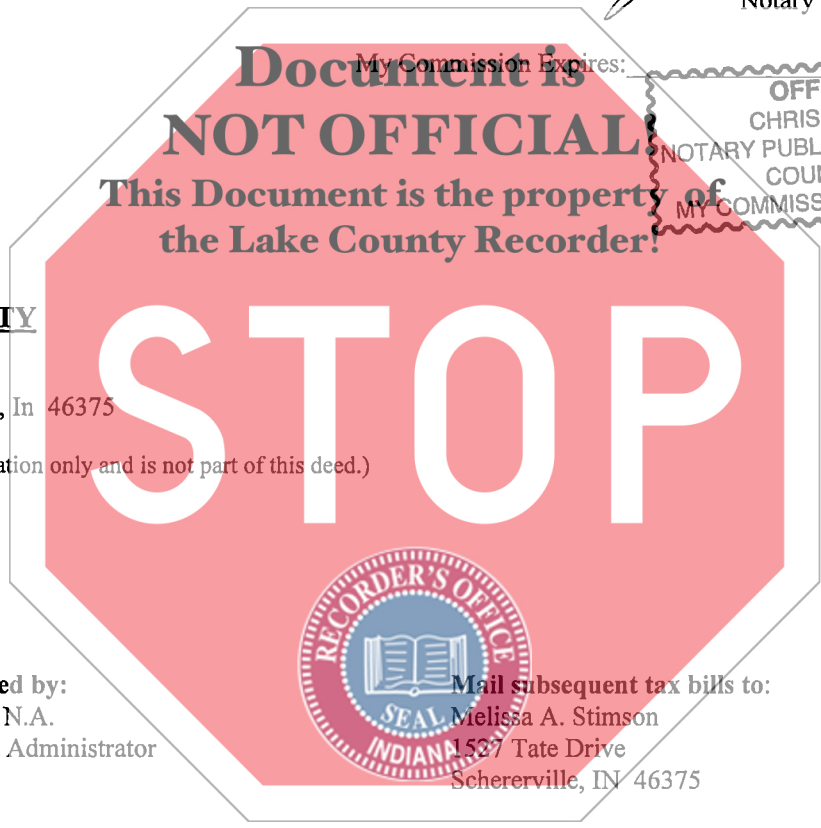 Notary
My Commission Expires:
Document is
NOT OFFICIAL!
This Document is the property of
the Lake County Recorder!
OFF
CHRIS
NOTARY PUBL
COU
MY COMMISS
TY
STOP
, In 46375
ation only and is not part of this deed.)
RECORDER'S OFFICE
SEAL
INDIANA
ed by:
N.A.
Administrator
Mail subsequent tax bills to:
Melissa A. Stimson
1527 Tate Drive
Schererville, IN 46375